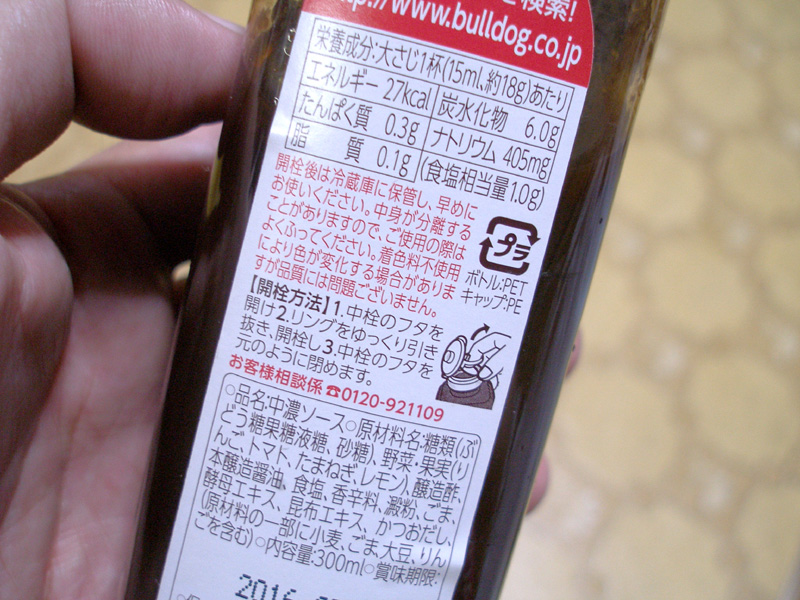 検索!
http://www.bulldog.co.jp
栄養成分:大さじ1杯(15ml、約18g)あたり
エネルギー 27kcal 炭水化物 6.0g
たんぱく質 0.3g ナトリウム 405mg
脂質 0.1g (食塩相当量1.0g)
開栓後は冷蔵庫に保管し、早めに
お使いください。中身が分離する
ことがありますので、ご使用の際は
よくふってください。着色料不使用
により色が変化する場合がありま
すが品質には問題ございません。
プラ
ボトル:PET
キャップ:PE
【開栓方法】1.中栓のフタを
開け2.リングをゆっくり引き
抜き、開栓し3.中栓のフタを
元のように閉めます。
お客様相談係☎0120-921109
○品名:中濃ソース○原材料名:糖類(ぶ
どう糖果糖液糖、砂糖)、野菜・果実(り
んご、トマト、たまねぎ、レモン)、醸造酢、
本醸造醤油、食塩、香辛料、澱粉、ごま、
酵母エキス、昆布エキス、かつおだし、
(原材料の一部に小麦、ごま、大豆、りん
ごを含む)○内容量:300ml○賞味期限:
2016